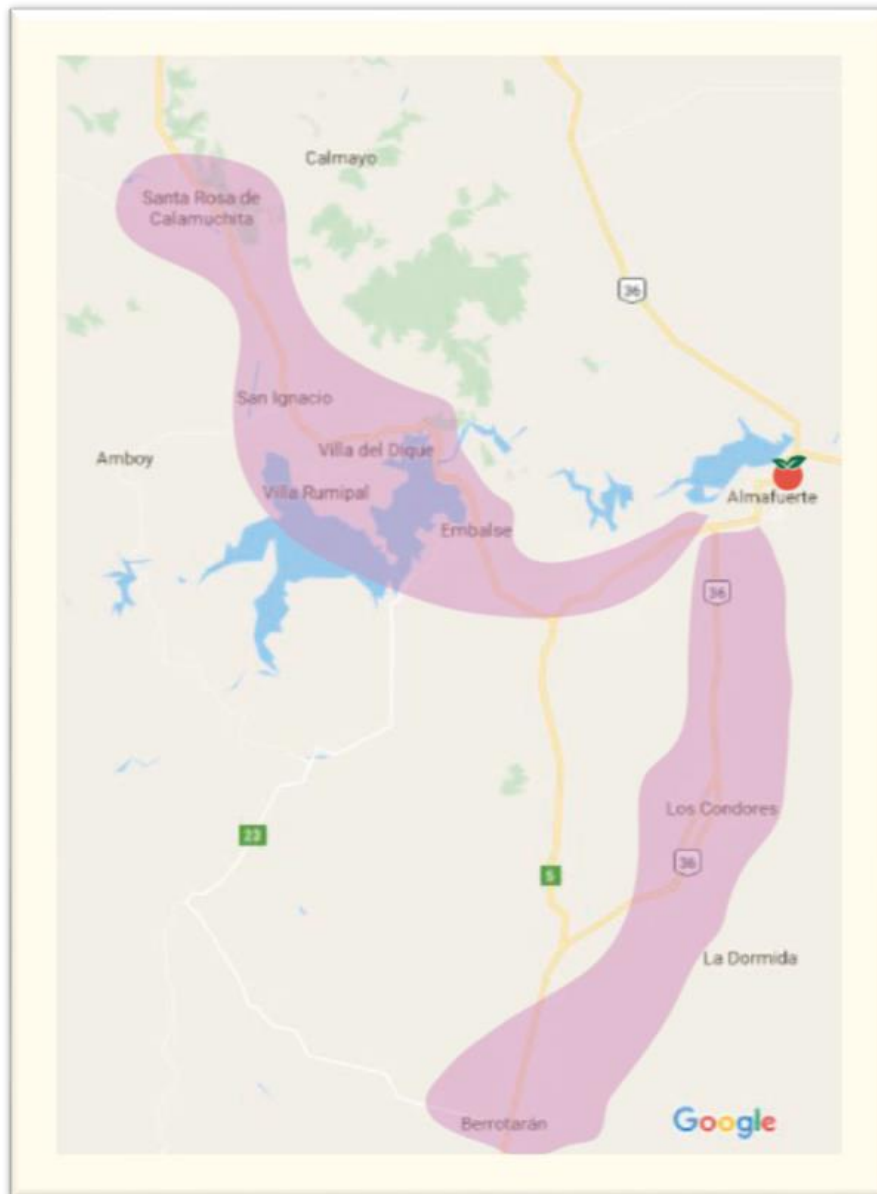 Calmayo
Santa Rosa de
Calamuchita
36
San Ignacio
Villa del Dique
Amboy
Villa Rumipal
Almafuerte
Embalse
36
Los Condores
23
36
5
La Dormida
Berrotarán
Google